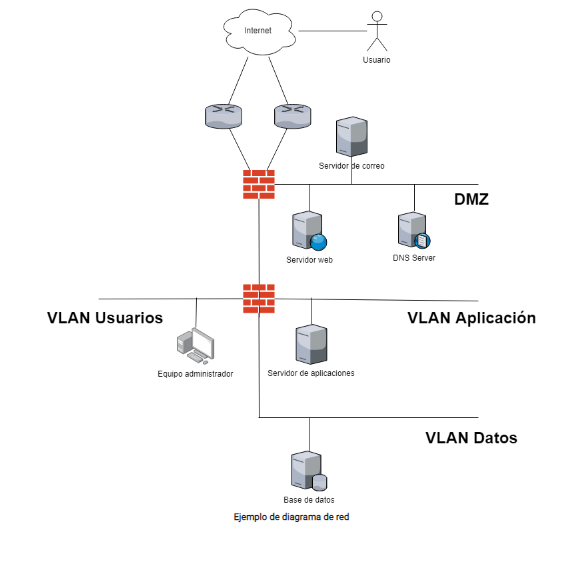 Internet
Usuario
Servidor de correo
DMZ
Servidor web
DNS Server
VLAN Usuarios
VLAN Aplicación
Equipo administrador
Servidor de aplicaciones
VLAN Datos
Base de datos
Ejemplo de diagrama de red